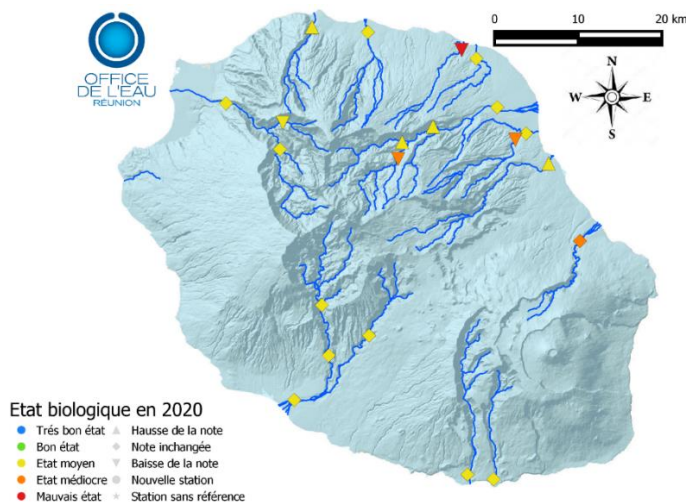 OFFICE
DE L'EAU
RÉUNION
0 10 20 km
N
W E
S
Etat biologique en 2020
Trés bon état Hausse de la note
Bon état Note inchangée
Etat moyen Baisse de la note
Etat médiocre Nouvelle station
Mauvais état Station sans référence